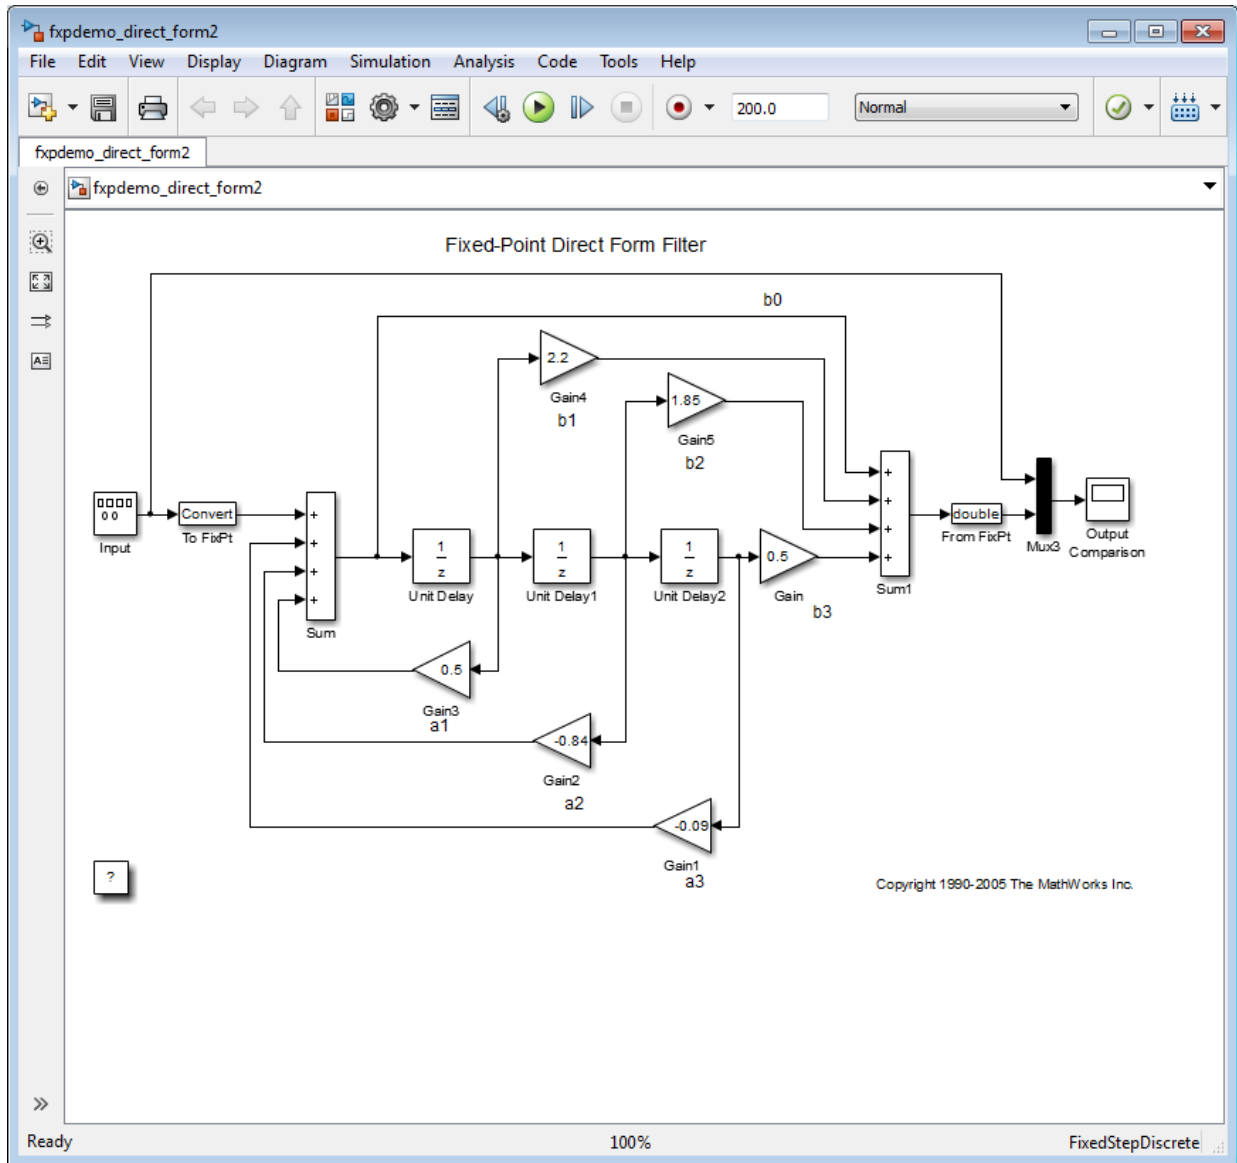 fxpdemo_direct_form2
File Edit View Display Diagram Simulation Analysis Code Tools Help
200.0 Normal
fxpdemo_direct_form2
fxpdemo_direct_form2
Fixed-Point Direct Form Filter
b0
2.2
Gain4
b1
1.85
Gain5
b2
Input
Convert
To FixPt
+
+
+
+
Sum
1
z
Unit Delay
1
z
Unit Delay1
1
z
Unit Delay2
0.5
Gain
b3
+
+
+
+
Sum1
double
From FixPt
Mux3
Output
Comparison
0.5
Gain3
a1
-0.84
Gain2
a2
-0.09
Gain1
a3
?
Copyright 1990-2005 The MathWorks Inc.
Ready 100% FixedStepDiscrete